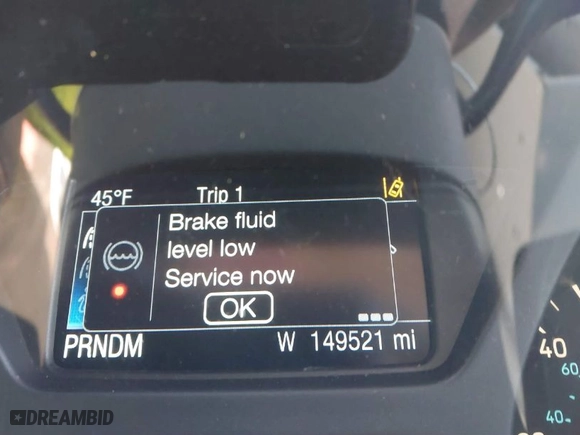 45°F Trip 1
Brake fluid
level low
Service now
OK
PRNDM W 149521 mi
40
60
40
DREAMBID